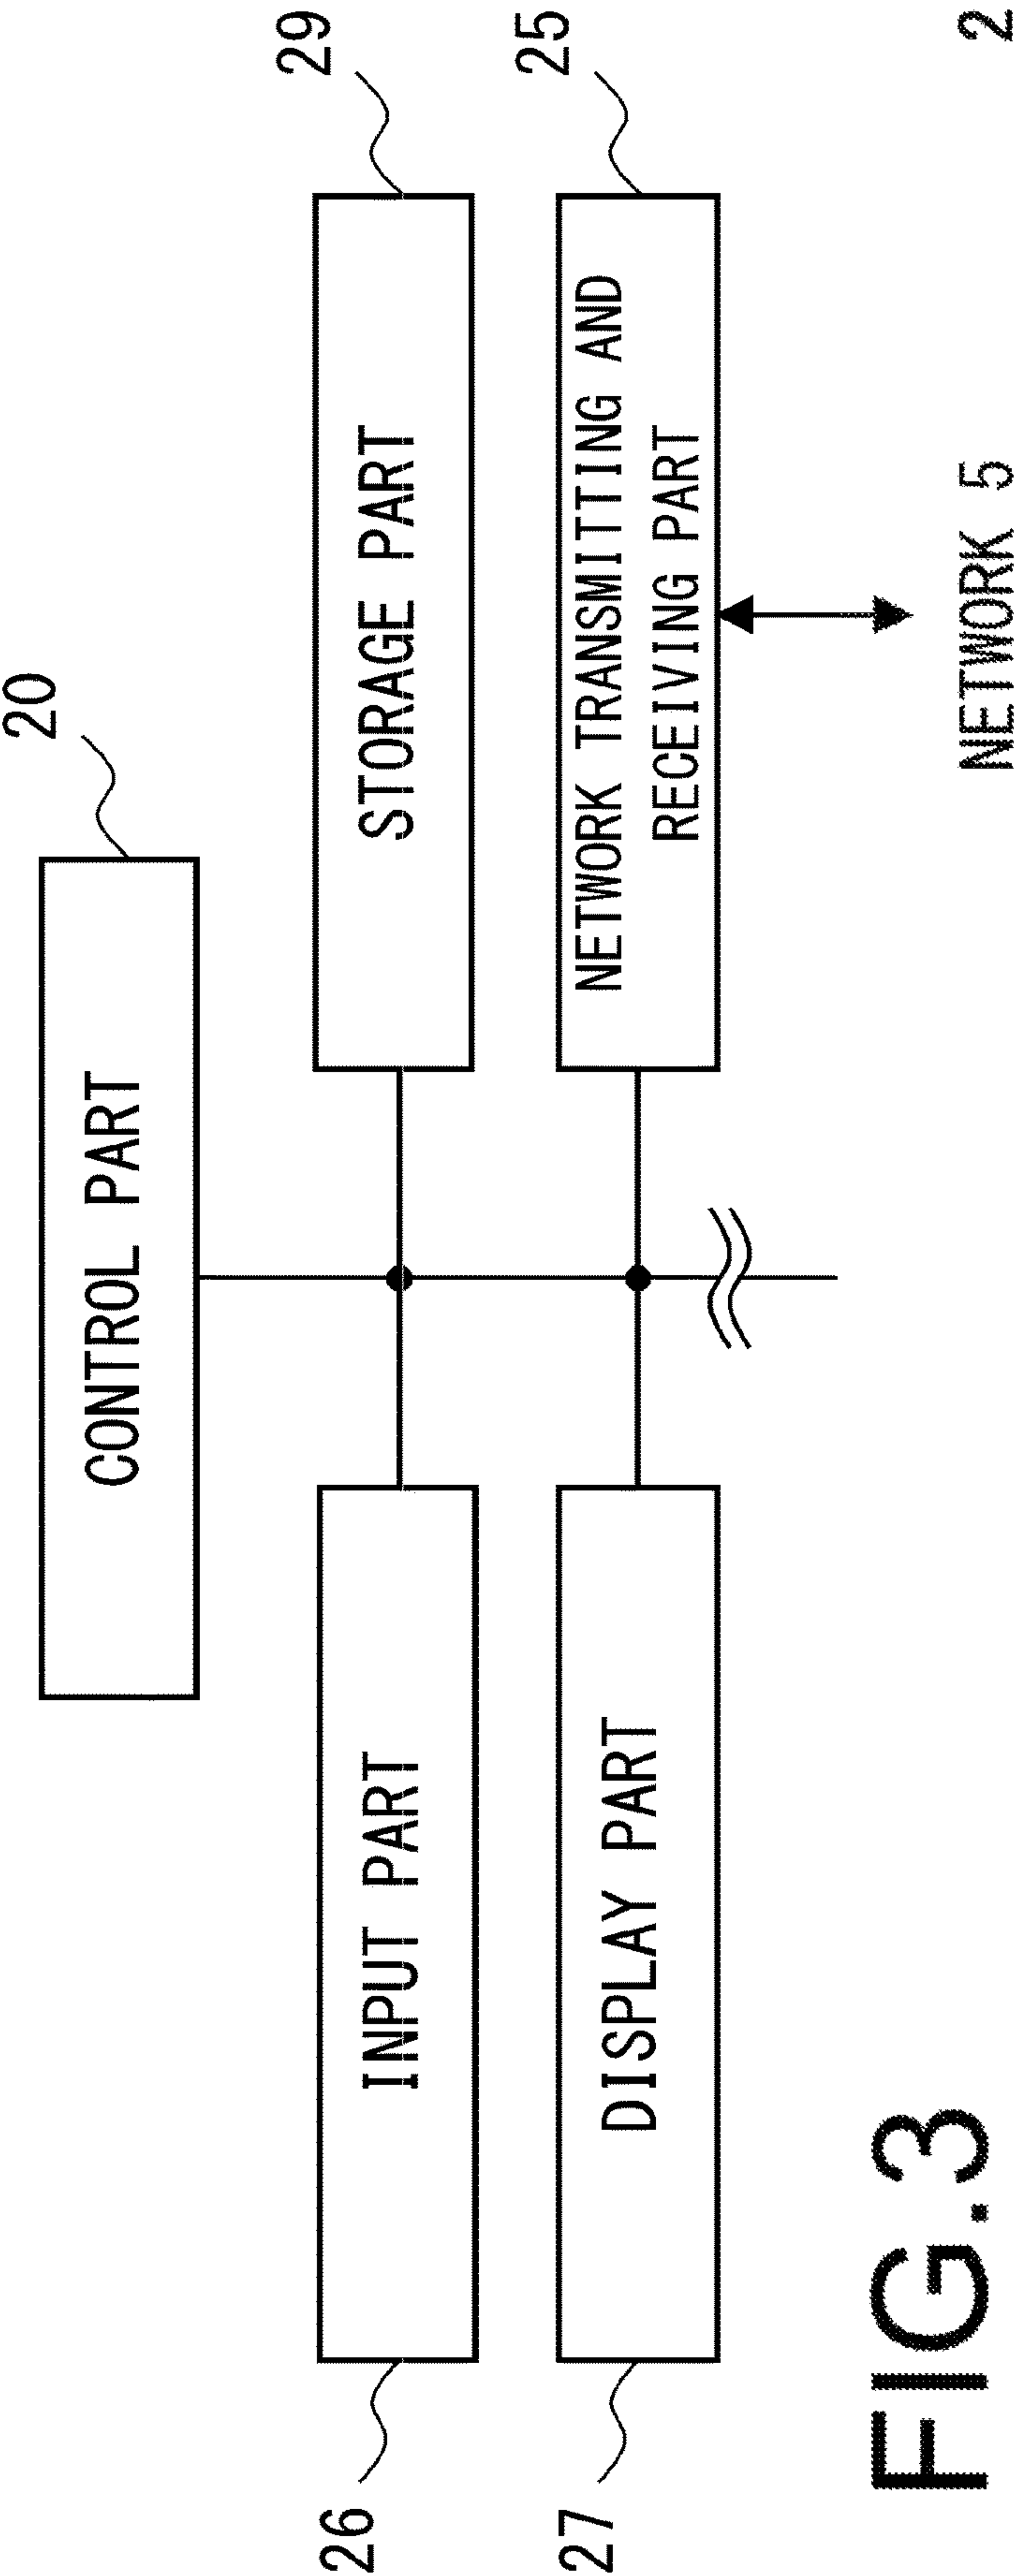 20
CONTROL PART
26
INPUT PART
STORAGE PART
29
27
DISPLAY PART
NETWORK TRANSMITTING AND
RECEIVING PART
25
FIG.3
NETWORK 5
2